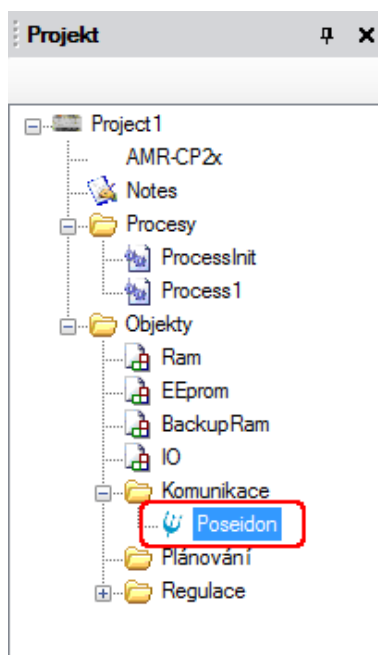 Projekt
Project1
AMR-CP2x
Notes
Procesy
ProcessInit
Process1
Objekty
Ram
EEprom
BackupRam
IO
Komunikace
Poseidon
Plánování
Regulace